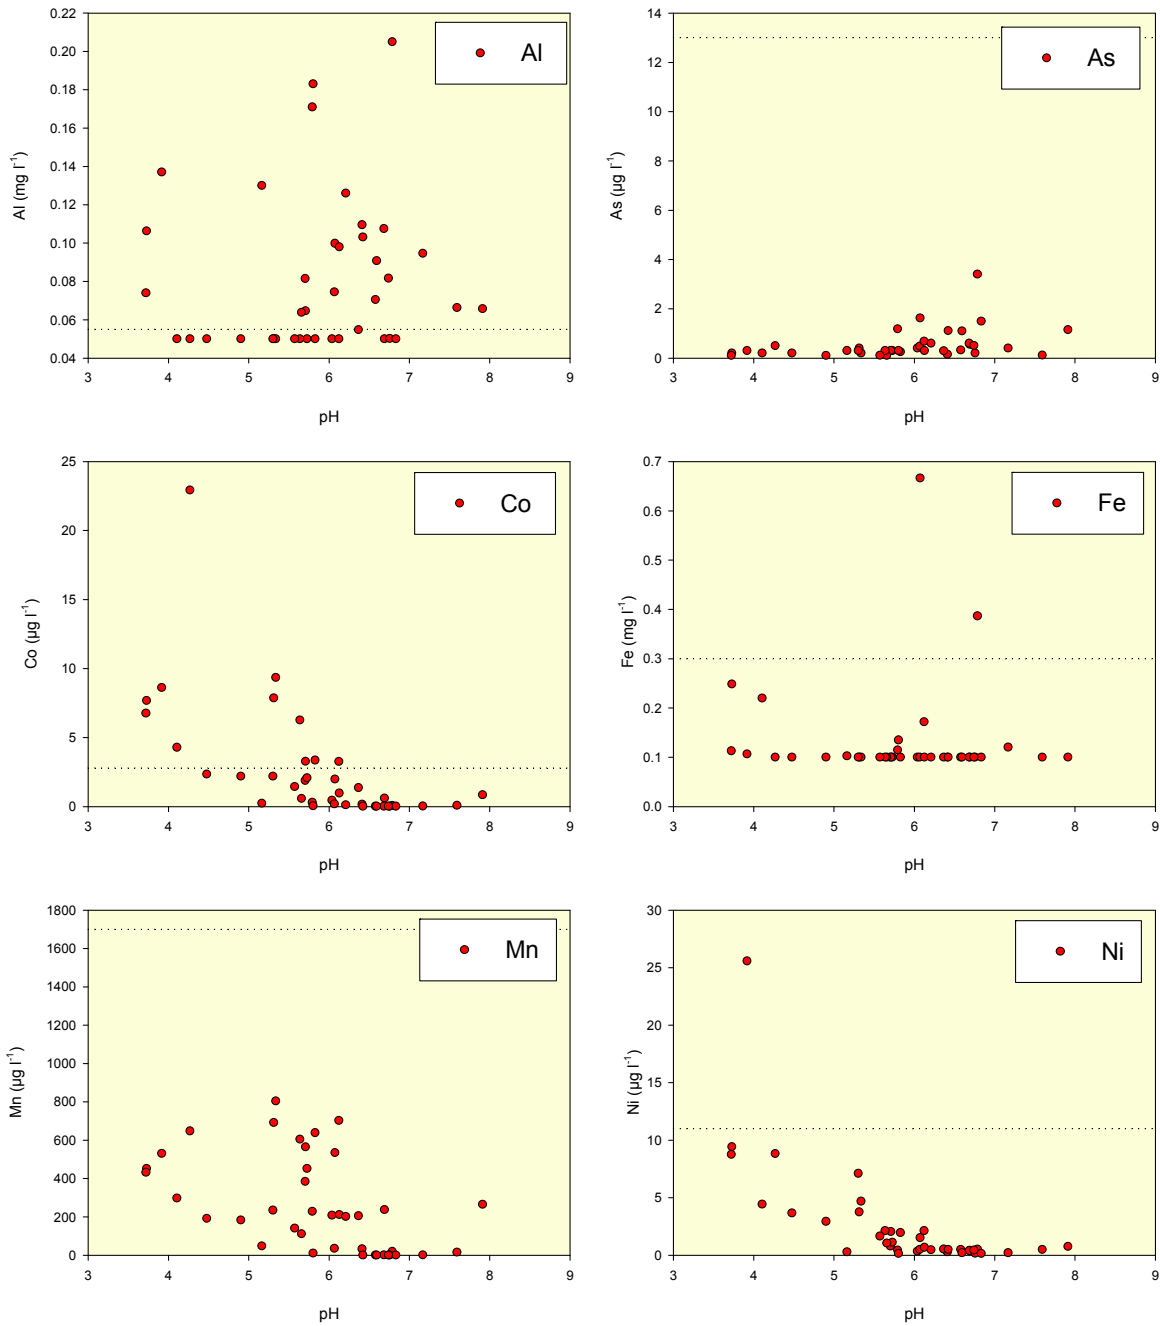 0.22
0.20
0.18
0.16
0.14
0.12
0.10
0.08
0.06
0.04
Al (mg l⁻¹)
Al
3 4 5 6 7 8 9
pH
14
12
10
8
6
4
2
0
As (µg l⁻¹)
As
3 4 5 6 7 8 9
pH
25
20
15
10
5
0
Co (µg l⁻¹)
Co
3 4 5 6 7 8 9
pH
0.7
0.6
0.5
0.4
0.3
0.2
0.1
0.0
Fe (mg l⁻¹)
Fe
3 4 5 6 7 8 9
pH
1800
1600
1400
1200
1000
800
600
400
200
0
Mn (µg l⁻¹)
Mn
3 4 5 6 7 8 9
pH
30
25
20
15
10
5
0
Ni (µg l⁻¹)
Ni
3 4 5 6 7 8 9
pH